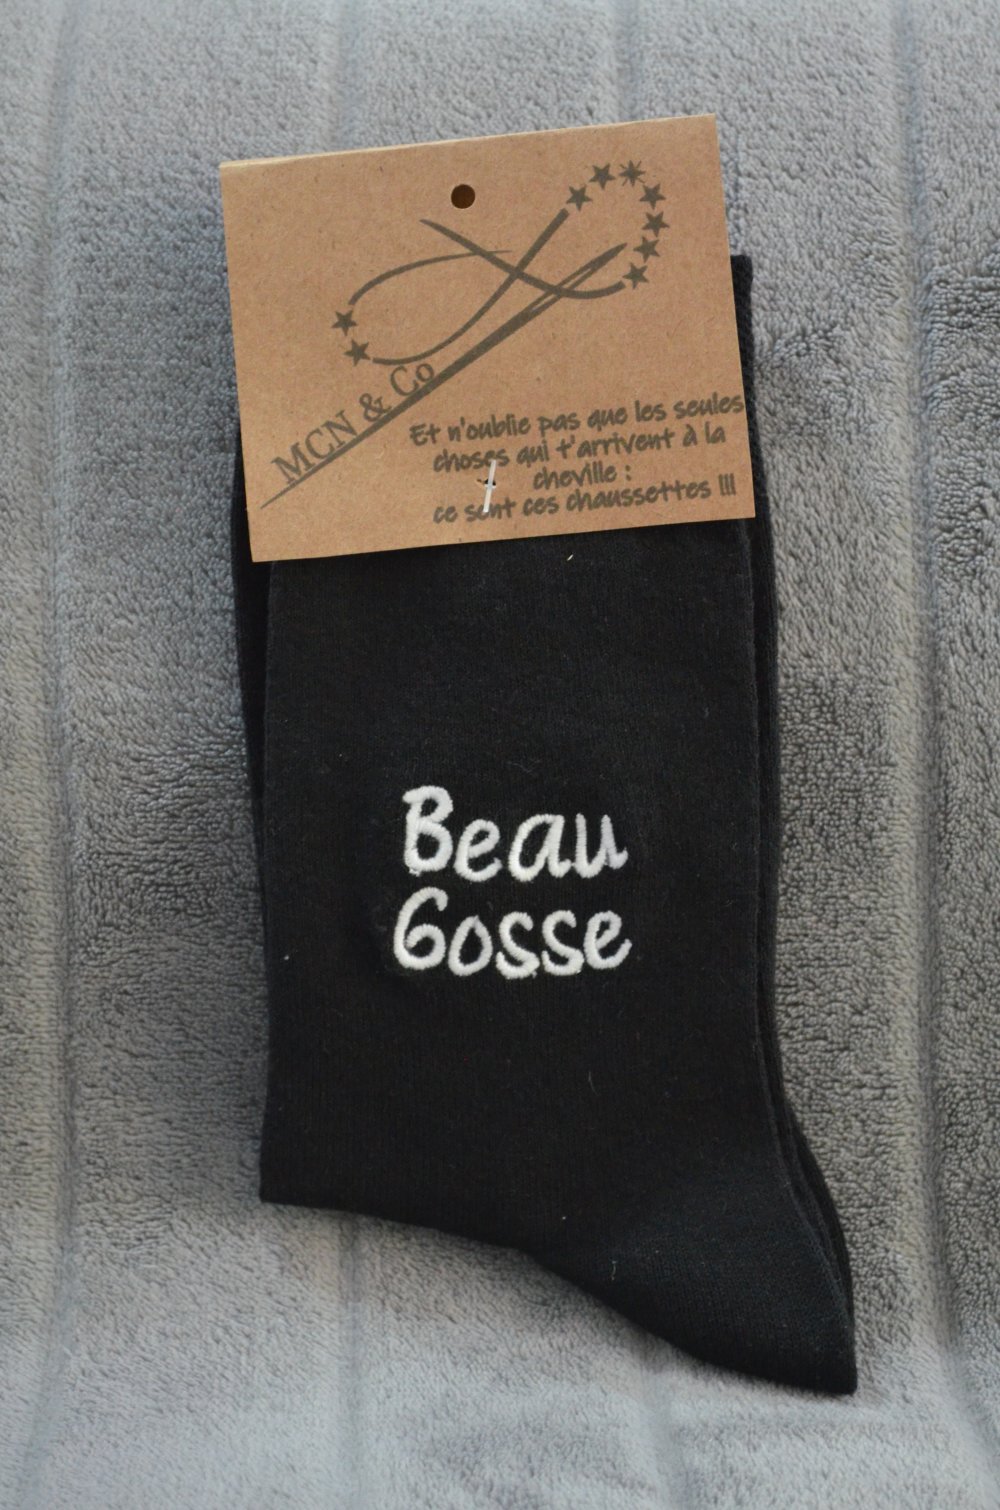 MCN & Co
Et n'oublie pas que les seules
choses qui t'arrivent à la
cheville :
ce sont ces chaussettes !!!
Beau
Gosse